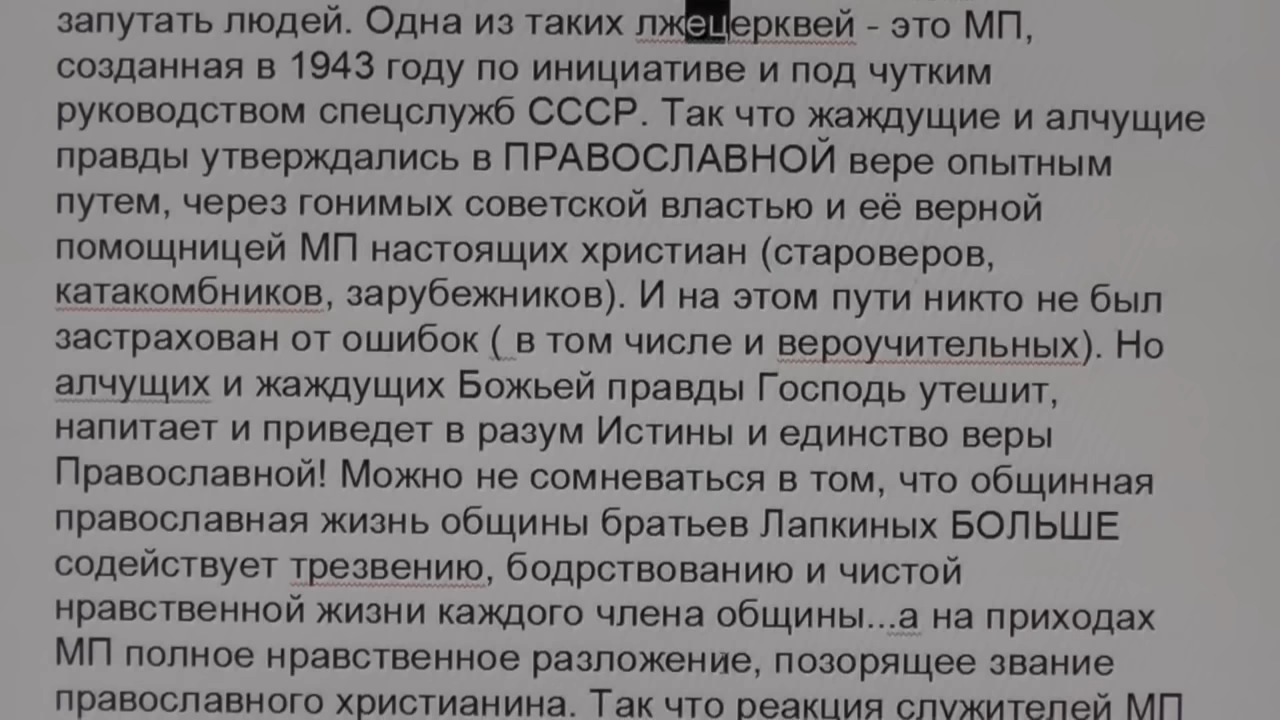 запутать людей. Одна из таких лжецерквей - это МП,
созданная в 1943 году по инициативе и под чутким
руководством спецслужб СССР. Так что жаждущие и алчущие
правды утверждались в ПРАВОСЛАВНОЙ вере опытным
путем, через гонимых советской властью и её верной
помощницей МП настоящих христиан (староверов,
катакомбников, зарубежников). И на этом пути никто не был
застрахован от ошибок ( в том числе и вероучительных). Но
алчущих и жаждущих Божьей правды Господь утешит,
напитает и приведет в разум Истины и единство веры
Православной! Можно не сомневаться в том, что общинная
православная жизнь общины братьев Лапкиных БОЛЬШЕ
содействует трезвению, бодрствованию и чистой
нравственной жизни каждого члена общины...а на приходах
МП полное нравственное разложение, позорящее звание
православного христианина. Так что реакция служителей МП